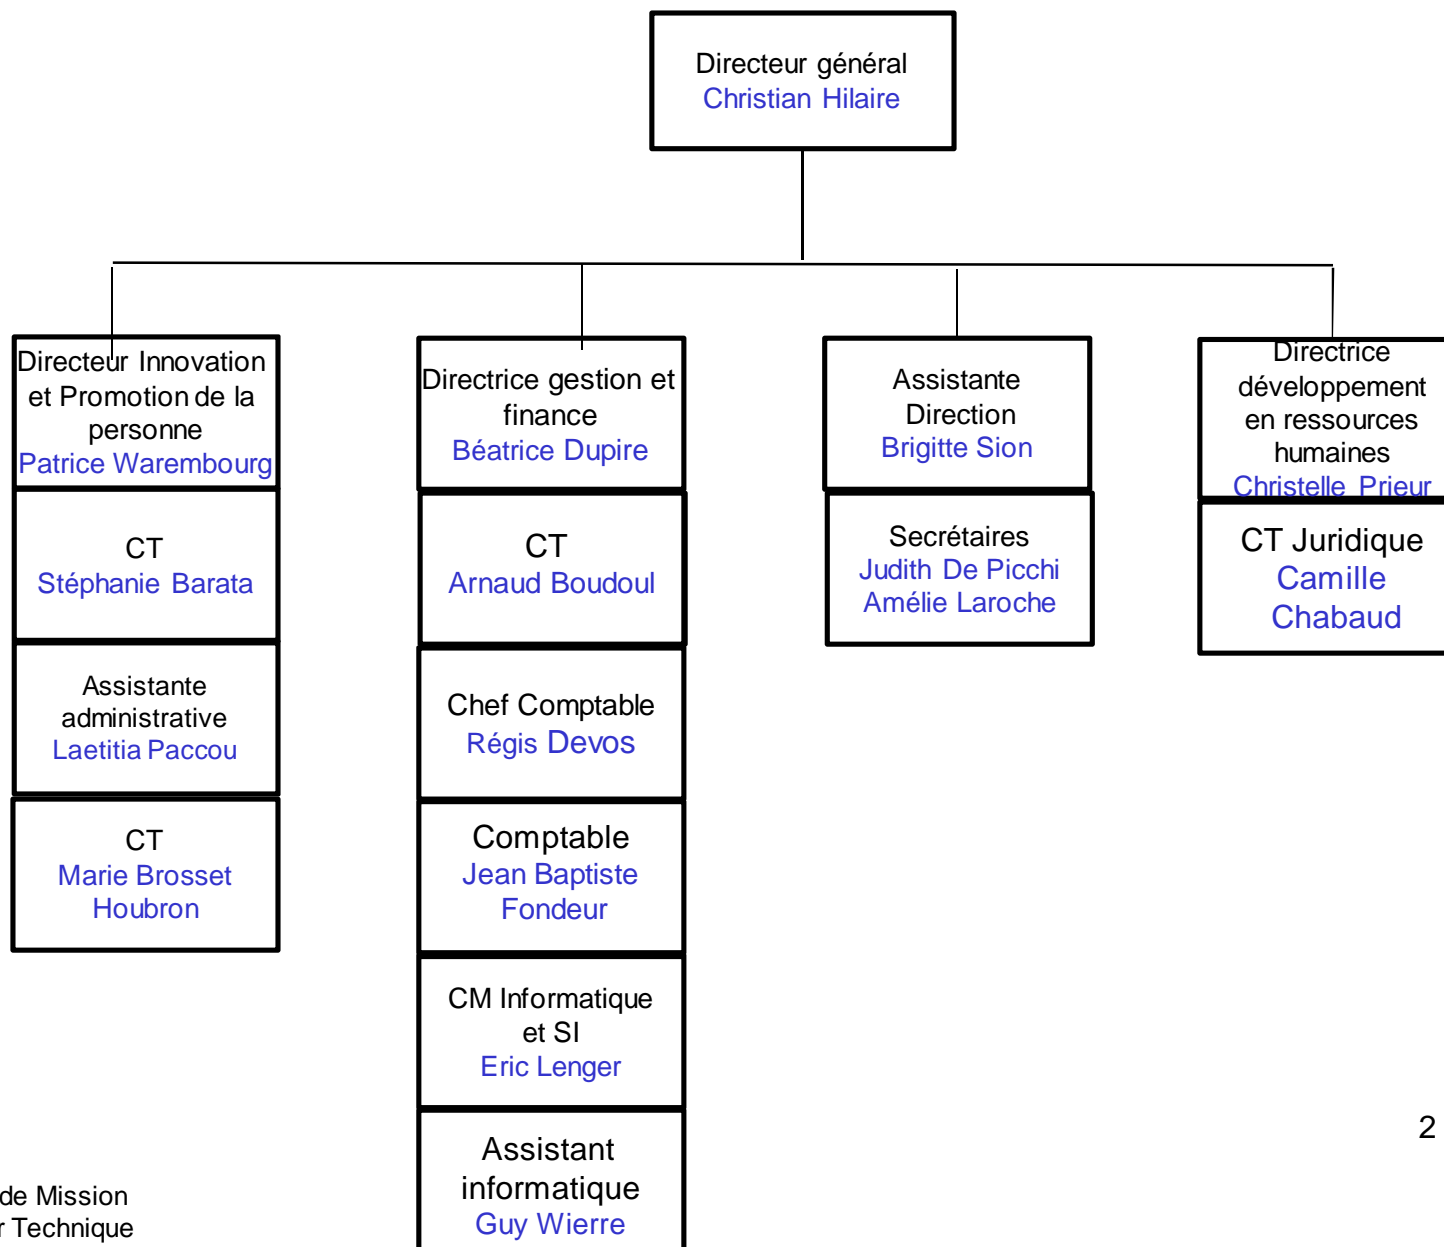 Directeur général
Christian Hilaire
Directeur Innovation
et Promotion de la
personne
Patrice Warembourg
CT
Stéphanie Barata
Assistante
administrative
Laetitia Paccou
CT
Marie Brosset
Houbron
Directrice gestion et
finance
Béatrice Dupire
CT
Arnaud Boudoul
Chef Comptable
Régis Devos
Comptable
Jean Baptiste
Fondeur
CM Informatique
et SI
Eric Lenger
Assistant
informatique
Guy Wierre
Assistante
Direction
Brigitte Sion
Secrétaires
Judith De Picchi
Amélie Laroche
Directrice
développement
en ressources
humaines
Christelle Prieur
CT Juridique
Camille
Chabaud
2
de Mission
r Technique